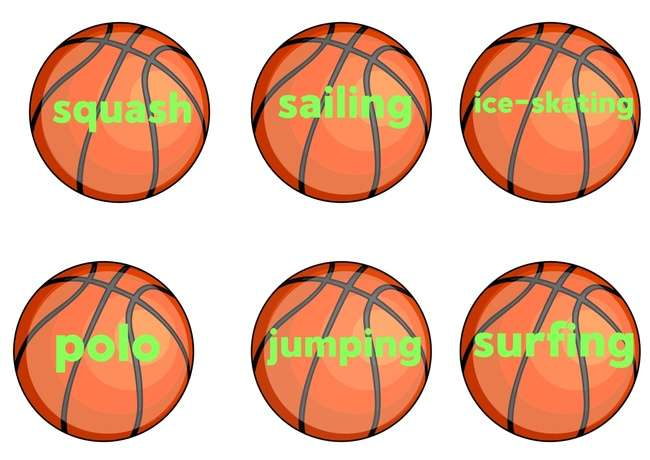 squash
sailing
ice-skating
polo
jumping
surfing